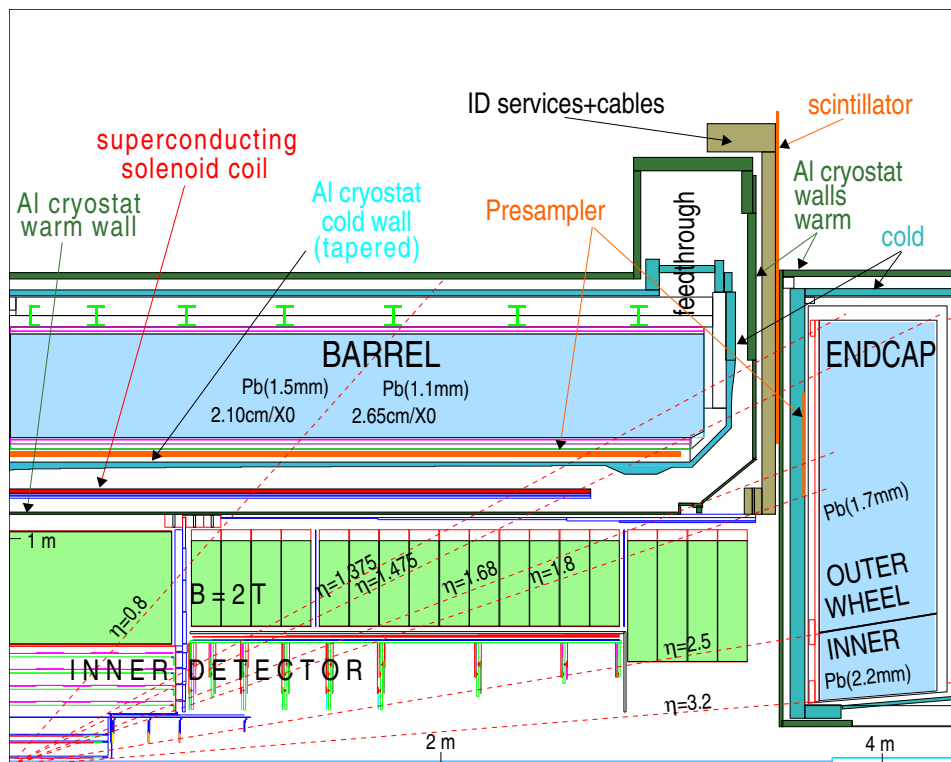 ID services+cables
scintillator
superconducting
solenoid coil
Al cryostat
warm wall
Al cryostat
cold wall
(tapered)
Presampler
feedthrough
Al cryostat
walls
warm
cold
BARREL
ENDCAP
Pb(1.5mm)
Pb(1.1mm)
2.10cm/X0
2.65cm/X0
Pb(1.7mm)
1 m
η=0.8
B = 2 T
η=1.375
η=1.475
η=1.68
η=1.8
OUTER
WHEEL
η=2.5
INNER
Pb(2.2mm)
INNER DETECTOR
η=3.2
2 m
4 m